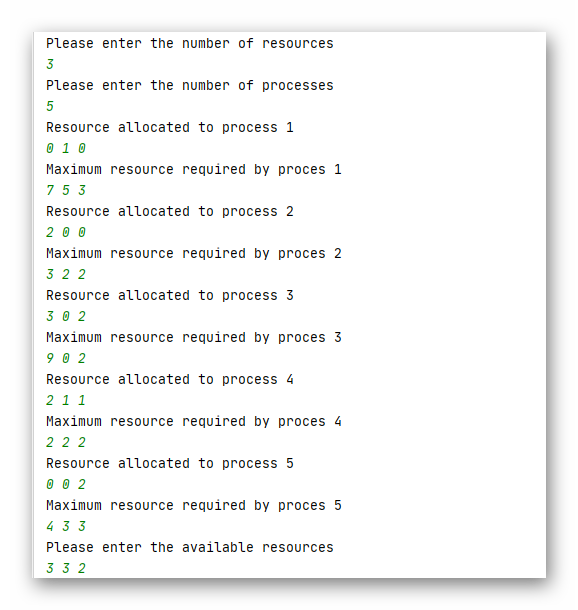 Please enter the number of resources
3
Please enter the number of processes
5
Resource allocated to process 1
0 1 0
Maximum resource required by proces 1
7 5 3
Resource allocated to process 2
2 0 0
Maximum resource required by proces 2
3 2 2
Resource allocated to process 3
3 0 2
Maximum resource required by proces 3
9 0 2
Resource allocated to process 4
2 1 1
Maximum resource required by proces 4
2 2 2
Resource allocated to process 5
0 0 2
Maximum resource required by proces 5
4 3 3
Please enter the available resources
3 3 2